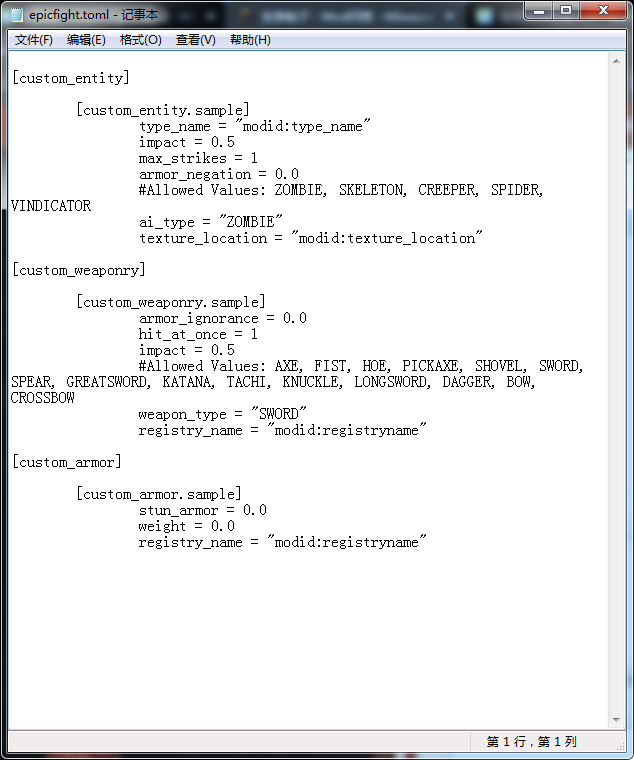 epicfight.toml - 记事本
文件(F) 编辑(E) 格式(O) 查看(V) 帮助(H)
[custom_entity]
[custom_entity.sample]
type_name = "modid:type_name"
impact = 0.5
max_strikes = 1
armor_negation = 0.0
#Allowed Values: ZOMBIE, SKELETON, CREEPER, SPIDER,
VINDICATOR
ai_type = "ZOMBIE"
texture_location = "modid:texture_location"
[custom_weaponry]
[custom_weaponry.sample]
armor_ignorance = 0.0
hit_at_once = 1
impact = 0.5
#Allowed Values: AXE, FIST, HOE, PICKAXE, SHOVEL, SWORD,
SPEAR, GREATSWORD, KATANA, TACHI, KNUCKLE, LONGSWORD, DAGGER, BOW,
CROSSBOW
weapon_type = "SWORD"
registry_name = "modid:registryname"
[custom_armor]
[custom_armor.sample]
stun_armor = 0.0
weight = 0.0
registry_name = "modid:registryname"
第 1 行，第 1 列